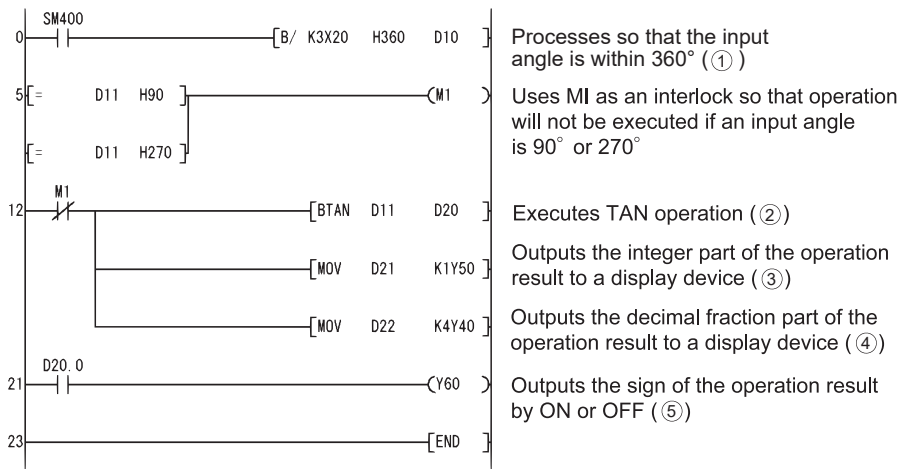 SM400
0 [B/ K3X20 H360 D10 ] Processes so that the input
angle is within 360° (① )
5 [= D11 H90 ] (M1 ) Uses MI as an interlock so that operation
will not be executed if an input angle
[= D11 H270 ] is 90° or 270°
M1
12 [BTAN D11 D20 ] Executes TAN operation (②)
Outputs the integer part of the operation
[MOV D21 K1Y50] result to a display device (③)
Outputs the decimal fraction part of the
[MOV D22 K4Y40] operation result to a display device (④)
D20.0
21 (Y60 ) Outputs the sign of the operation result
by ON or OFF (⑤)
23 [END ]